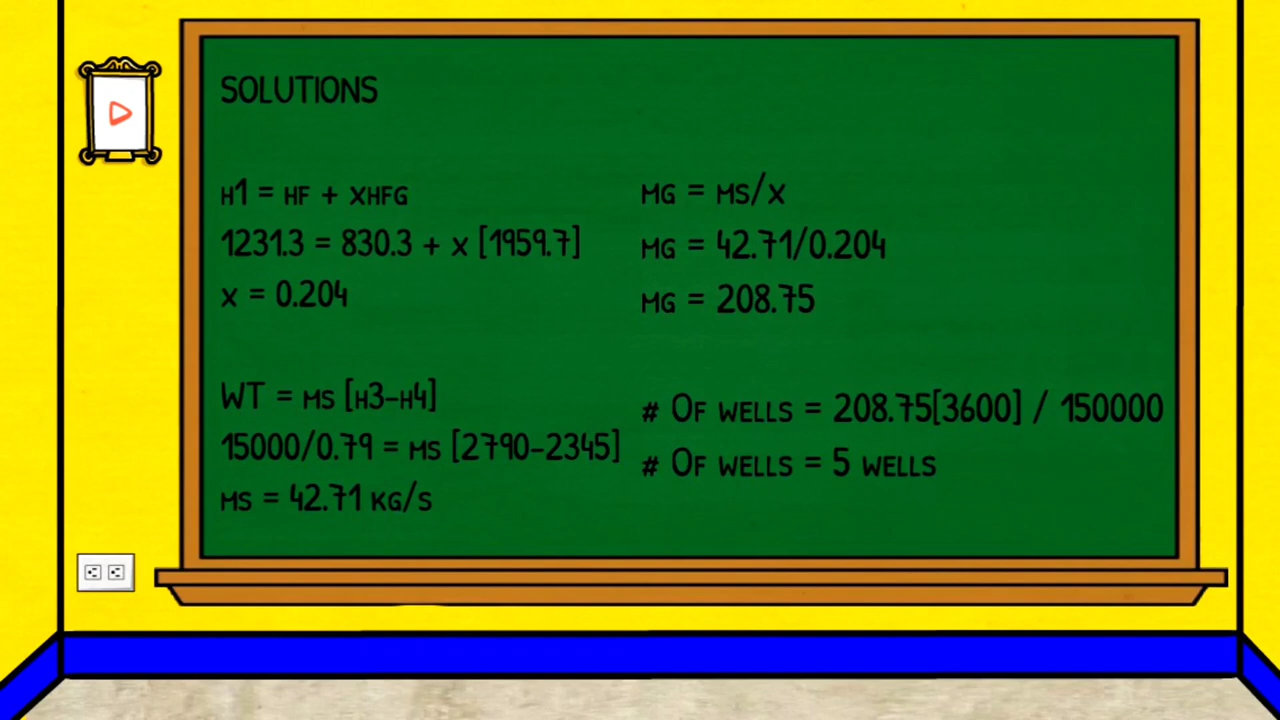 SOLUTIONS
H1 = HF + XHFG
1231.3 = 830.3 + X [1959.7]
X = 0.204
WT = MS [H3-H4]
15000/0.79 = MS [2790-2345]
MS = 42.71 KG/S
MG = MS/X
MG = 42.71/0.204
MG = 208.75
# OF WELLS = 208.75[3600] / 150000
# OF WELLS = 5 WELLS